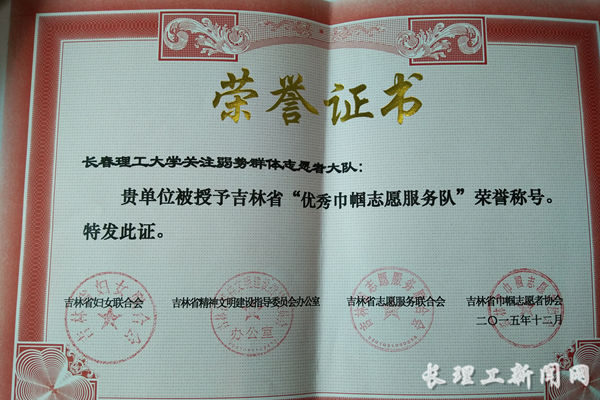 荣誉证书
长春理工大学关注弱势群体志愿者大队：
贵单位被授予吉林省“优秀巾帼志愿服务队”荣誉称号。
特发此证。
吉林省妇女联合会 吉林省精神文明建设指导委员会办公室 吉林省志愿服务联合会 吉林省巾帼志愿者协会
二〇一五年十二月
长理工新闻网